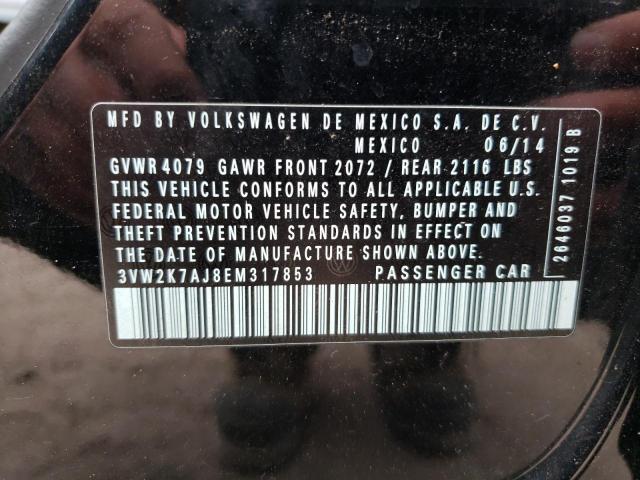 MFD BY VOLKSWAGEN DE MEXICO S.A. DE C.V.
MEXICO 06/14
GVWR 4079 GAWR FRONT 2072 / REAR 2116 LBS
THIS VEHICLE CONFORMS TO ALL APPLICABLE U.S.
FEDERAL MOTOR VEHICLE SAFETY, BUMPER AND
THEFT PREVENTION STANDARDS IN EFFECT ON
THE DATE OF MANUFACTURE SHOWN ABOVE.
3VW2K7AJ8EM317853 PASSENGER CAR
2646037 1019 B